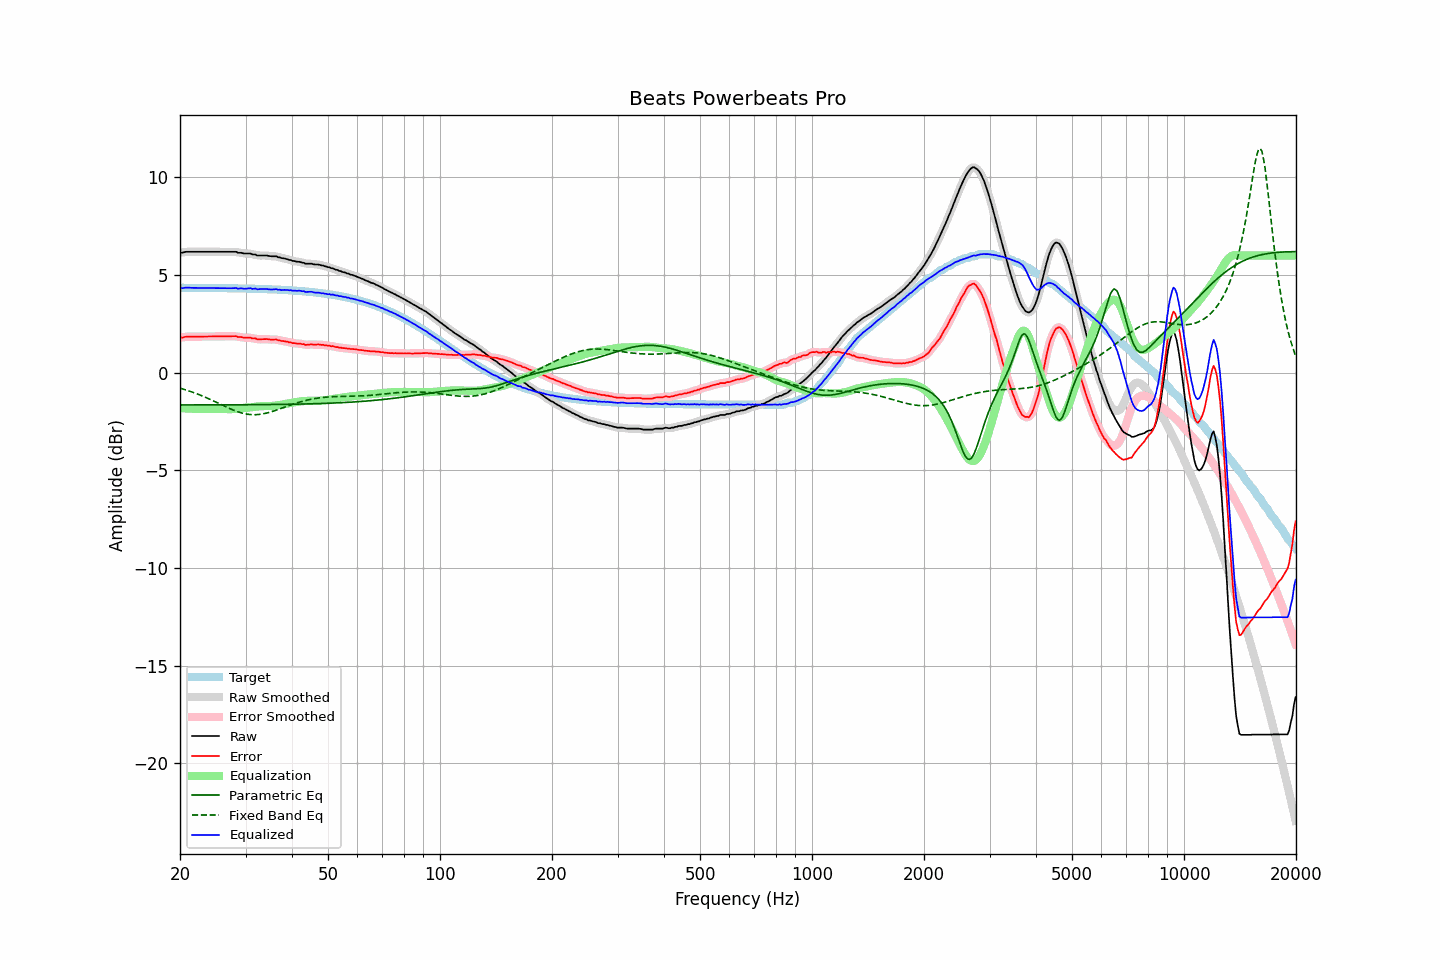 Beats Powerbeats Pro
Amplitude (dBr)
10
5
0
−5
−10
−15
−20
Target
Raw Smoothed
Error Smoothed
Raw
Error
Equalization
Parametric Eq
Fixed Band Eq
Equalized
20 50 100 200 500 1000 2000 5000 10000 20000
Frequency (Hz)